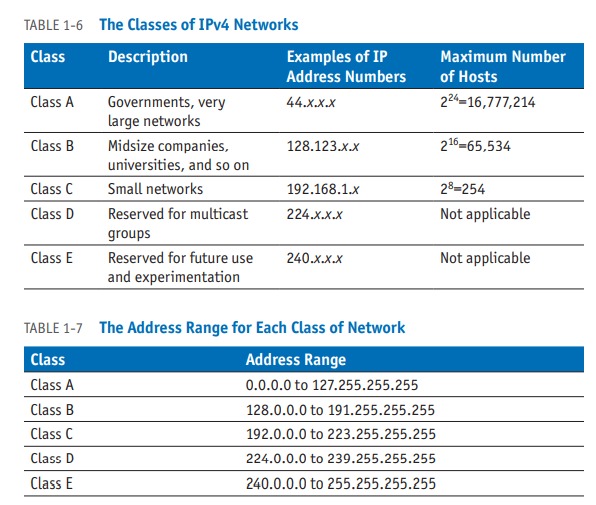 TABLE 1-6 The Classes of IPv4 Networks
Class Description Examples of IP Address Numbers Maximum Number of Hosts
Class A Governments, very large networks 44.x.x.x 2²⁴=16,777,214
Class B Midsize companies, universities, and so on 128.123.x.x 2¹⁶=65,534
Class C Small networks 192.168.1.x 2⁸=254
Class D Reserved for multicast groups 224.x.x.x Not applicable
Class E Reserved for future use and experimentation 240.x.x.x Not applicable
TABLE 1-7 The Address Range for Each Class of Network
Class Address Range
Class A 0.0.0.0 to 127.255.255.255
Class B 128.0.0.0 to 191.255.255.255
Class C 192.0.0.0 to 223.255.255.255
Class D 224.0.0.0 to 239.255.255.255
Class E 240.0.0.0 to 255.255.255.255